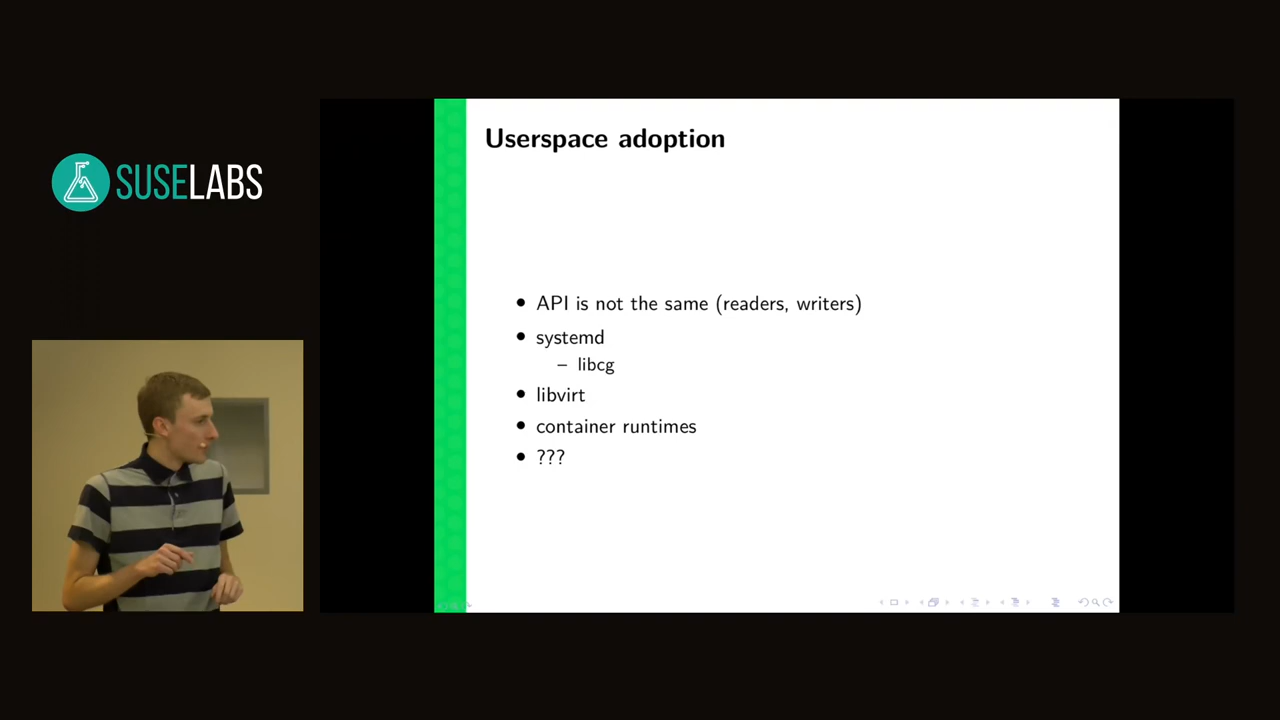 SUSELABS
Userspace adoption
• API is not the same (readers, writers)
• systemd
– libcg
• libvirt
• container runtimes
• ???